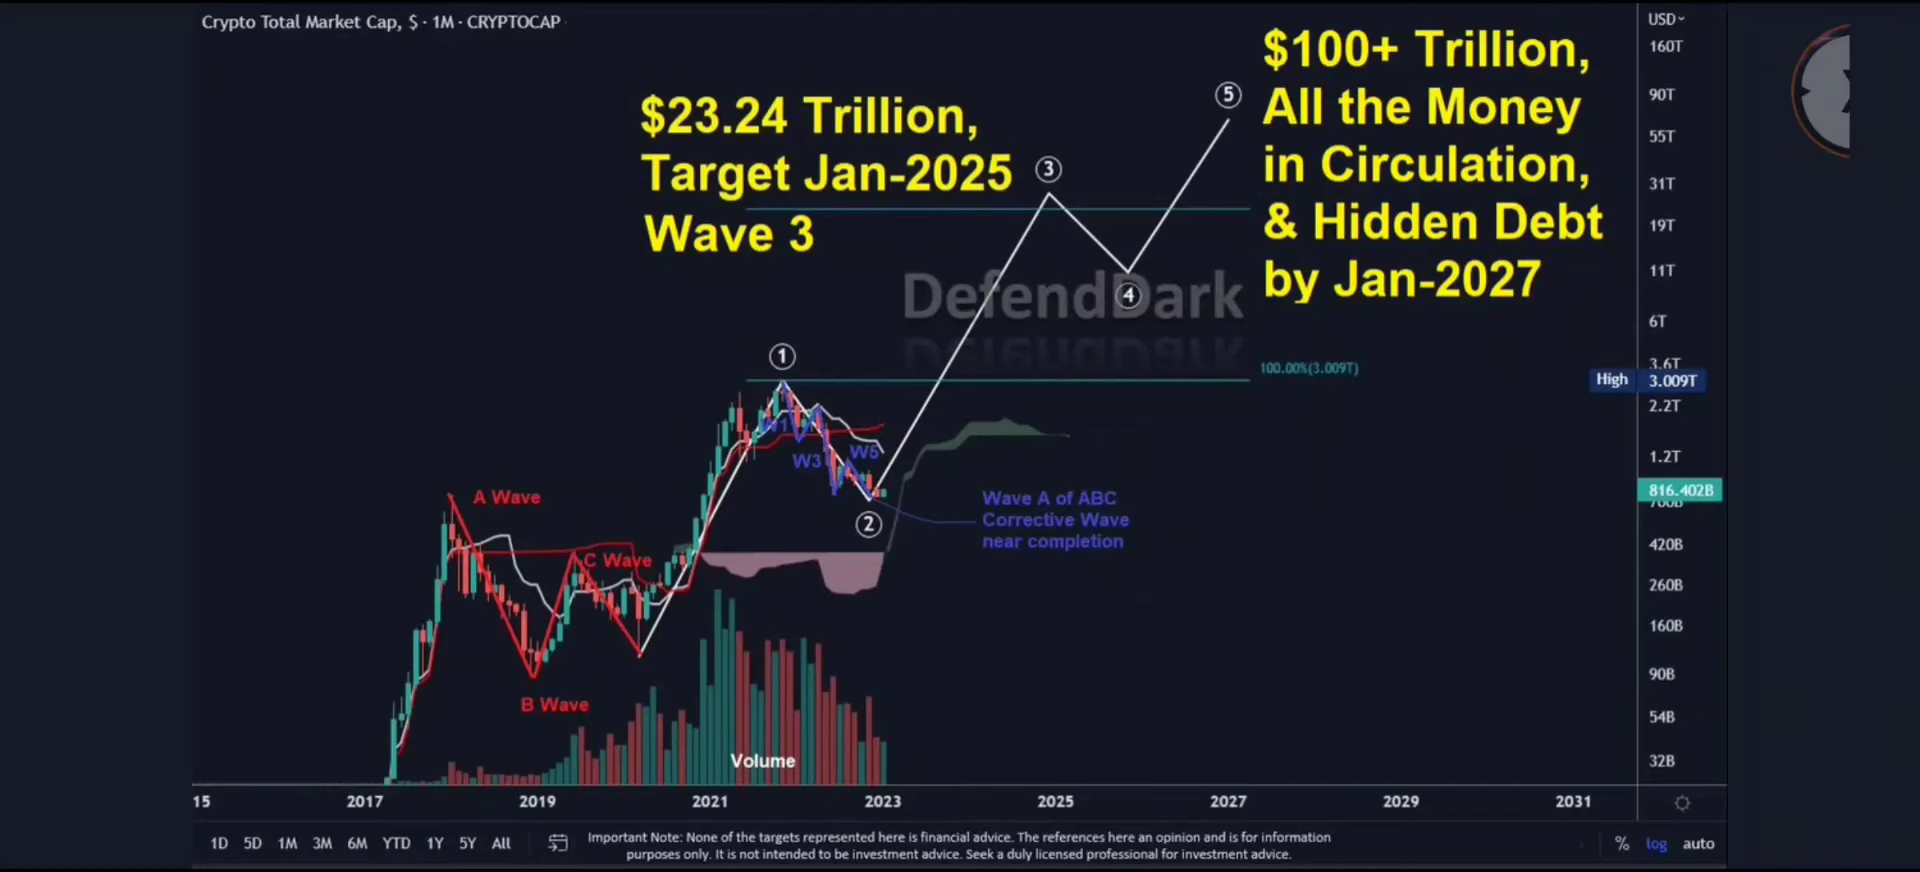 Crypto Total Market Cap, $ · 1M · CRYPTOCAP
USD
160T
90T
55T
31T
19T
11T
6T
3.6T
High 3.009T
2.2T
1.2T
816.402B
420B
260B
160B
90B
54B
32B
$23.24 Trillion,
Target Jan-2025
Wave 3
$100+ Trillion,
All the Money
in Circulation,
& Hidden Debt
by Jan-2027
DefendDark
1
2
3
4
5
100.00%(3.009T)
A Wave
B Wave
C Wave
W1
W3
W5
Wave A of ABC
Corrective Wave
near completion
Volume
15 2017 2019 2021 2023 2025 2027 2029 2031
1D 5D 1M 3M 6M YTD 1Y 5Y All
Important Note: None of the targets represented here is financial advice. The references here an opinion and is for information
purposes only. It is not intended to be investment advice. Seek a duly licensed professional for investment advice.
% log auto